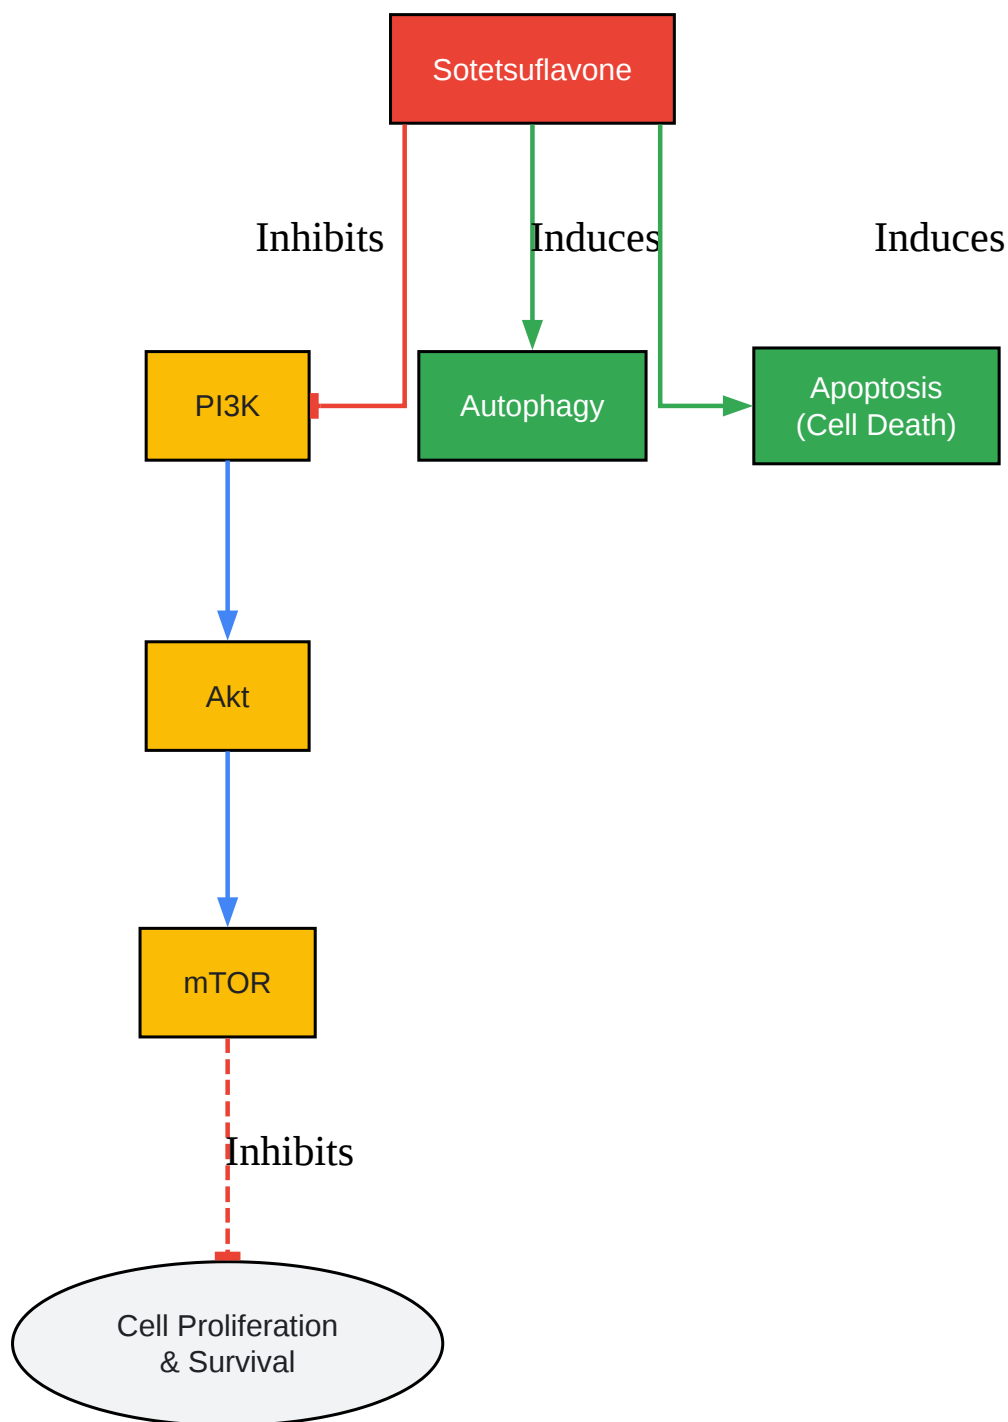 Sotetsuflavone
Inhibits
Induces
Induces
PI3K
Autophagy
Apoptosis
(Cell Death)
Akt
mTOR
Inhibits
Cell Proliferation
& Survival